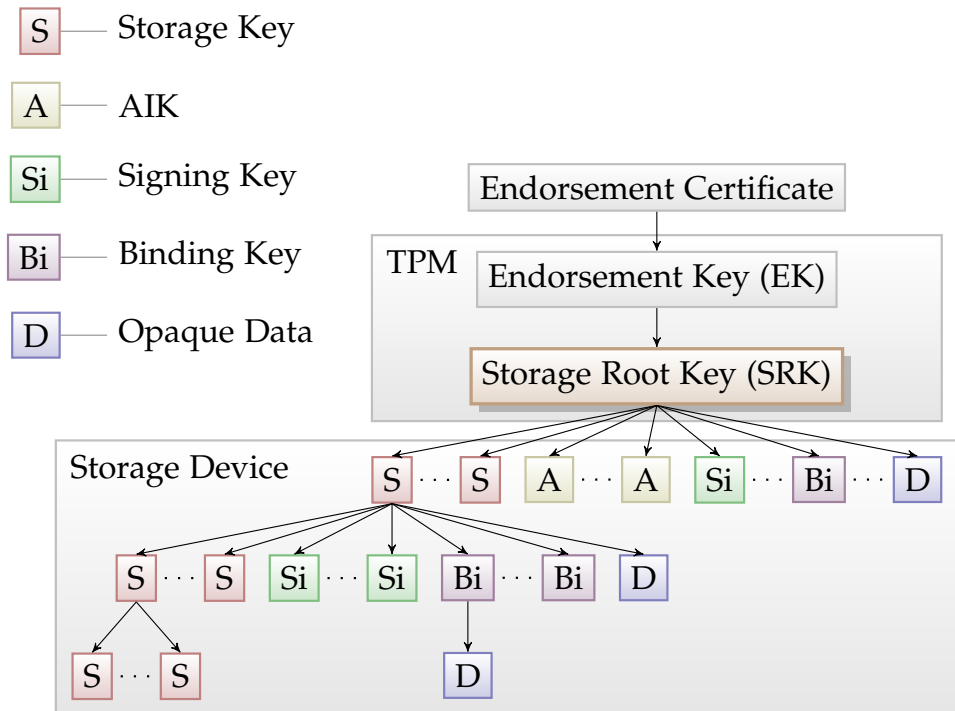 S Storage Key
A AIK
Si Signing Key
Bi Binding Key
D Opaque Data
Endorsement Certificate
TPM
Endorsement Key (EK)
Storage Root Key (SRK)
Storage Device
S ··· S A ··· A Si ··· Bi ··· D
S ··· S Si ··· Si Bi ··· Bi D
S ··· S D